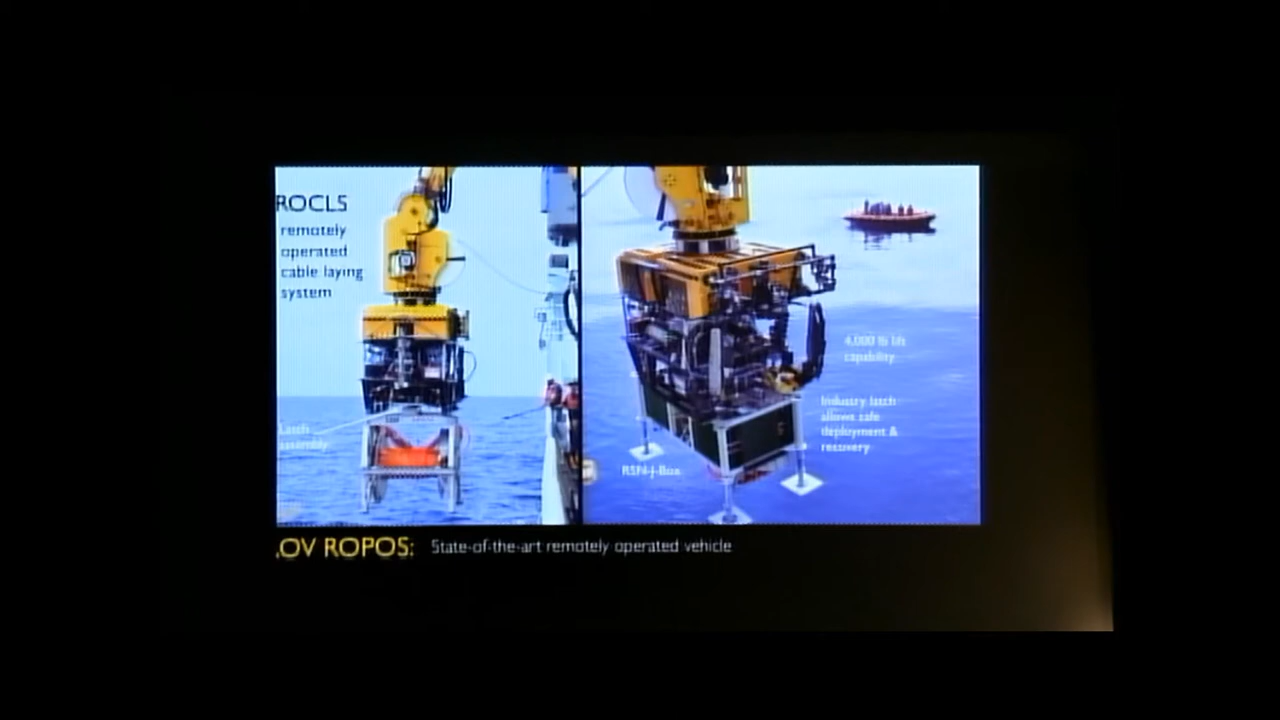 ROCLS
remotely
operated
cable laying
system
Latch
assembly
4,000 lb lift
capability
Industry latch
allows safe
deployment &
recovery
RSN-J-Box
OV ROPOS: State-of-the-art remotely operated vehicle